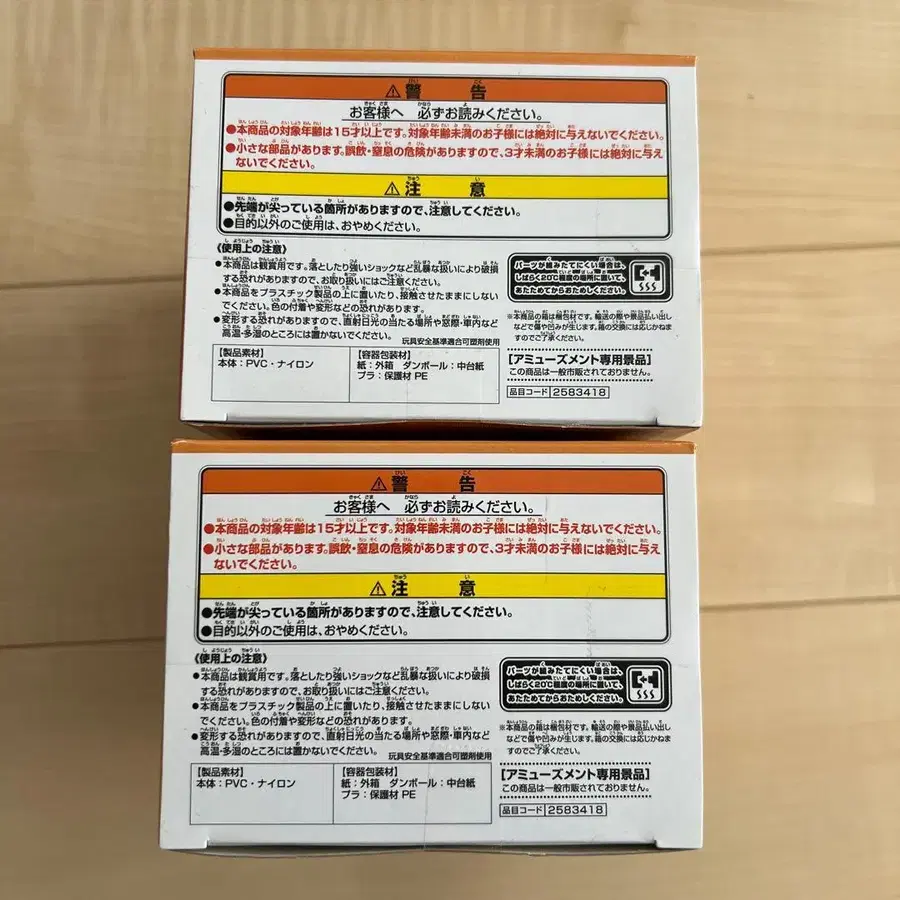 ⚠警告
お客様へ 必ずお読みください。
●本商品の対象年齢は15才以上です。対象年齢未満のお子様には絶対に与えないでください。
●小さな部品があります。誤飲・窒息の危険がありますので、3才未満のお子様には絶対に与え
ないでください。
⚠注意
●先端が尖っている箇所がありますので、注意してください。
●目的以外のご使用は、おやめください。
《使用上の注意》
●本商品は観賞用です。落としたり強いショックなど乱暴な扱いにより破損
する恐れがありますので、お取り扱いにはご注意ください。
●本商品をプラスチック製品の上に置いたり、接触させたままにしない
でください。色の付着や変形などの恐れがあります。
●変形する恐れがありますので、直射日光の当たる場所や窓際・車内など
高温・多湿のところには置かないでください。
玩具安全基準適合可塑剤使用
パーツが組みたてにくい場合は、
しばらく20℃程度の場所に置いて、
あたためてからおためしください。
※本商品の箱は梱包材です。輸送の際や景品払い出し
などで傷や凹みが生じます。箱の交換には応じかねま
すのでご了承ください。
【製品素材】
本体：PVC・ナイロン
【容器包装材】
紙：外箱 ダンボール：中台紙
プラ：保護材 PE
【アミューズメント専用景品】
この商品は一般市販されておりません。
品目コード 2583418
⚠警告
お客様へ 必ずお読みください。
●本商品の対象年齢は15才以上です。対象年齢未満のお子様には絶対に与えないでください。
●小さな部品があります。誤飲・窒息の危険がありますので、3才未満のお子様には絶対に与え
ないでください。
⚠注意
●先端が尖っている箇所がありますので、注意してください。
●目的以外のご使用は、おやめください。
《使用上の注意》
●本商品は観賞用です。落としたり強いショックなど乱暴な扱いにより破損
する恐れがありますので、お取り扱いにはご注意ください。
●本商品をプラスチック製品の上に置いたり、接触させたままにしない
でください。色の付着や変形などの恐れがあります。
●変形する恐れがありますので、直射日光の当たる場所や窓際・車内など
高温・多湿のところには置かないでください。
玩具安全基準適合可塑剤使用
パーツが組みたてにくい場合は、
しばらく20℃程度の場所に置いて、
あたためてからおためしください。
※本商品の箱は梱包材です。輸送の際や景品払い出し
などで傷や凹みが生じます。箱の交換には応じかねま
すのでご了承ください。
【製品素材】
本体：PVC・ナイロン
【容器包装材】
紙：外箱 ダンボール：中台紙
プラ：保護材 PE
【アミューズメント専用景品】
この商品は一般市販されておりません。
品目コード 2583418